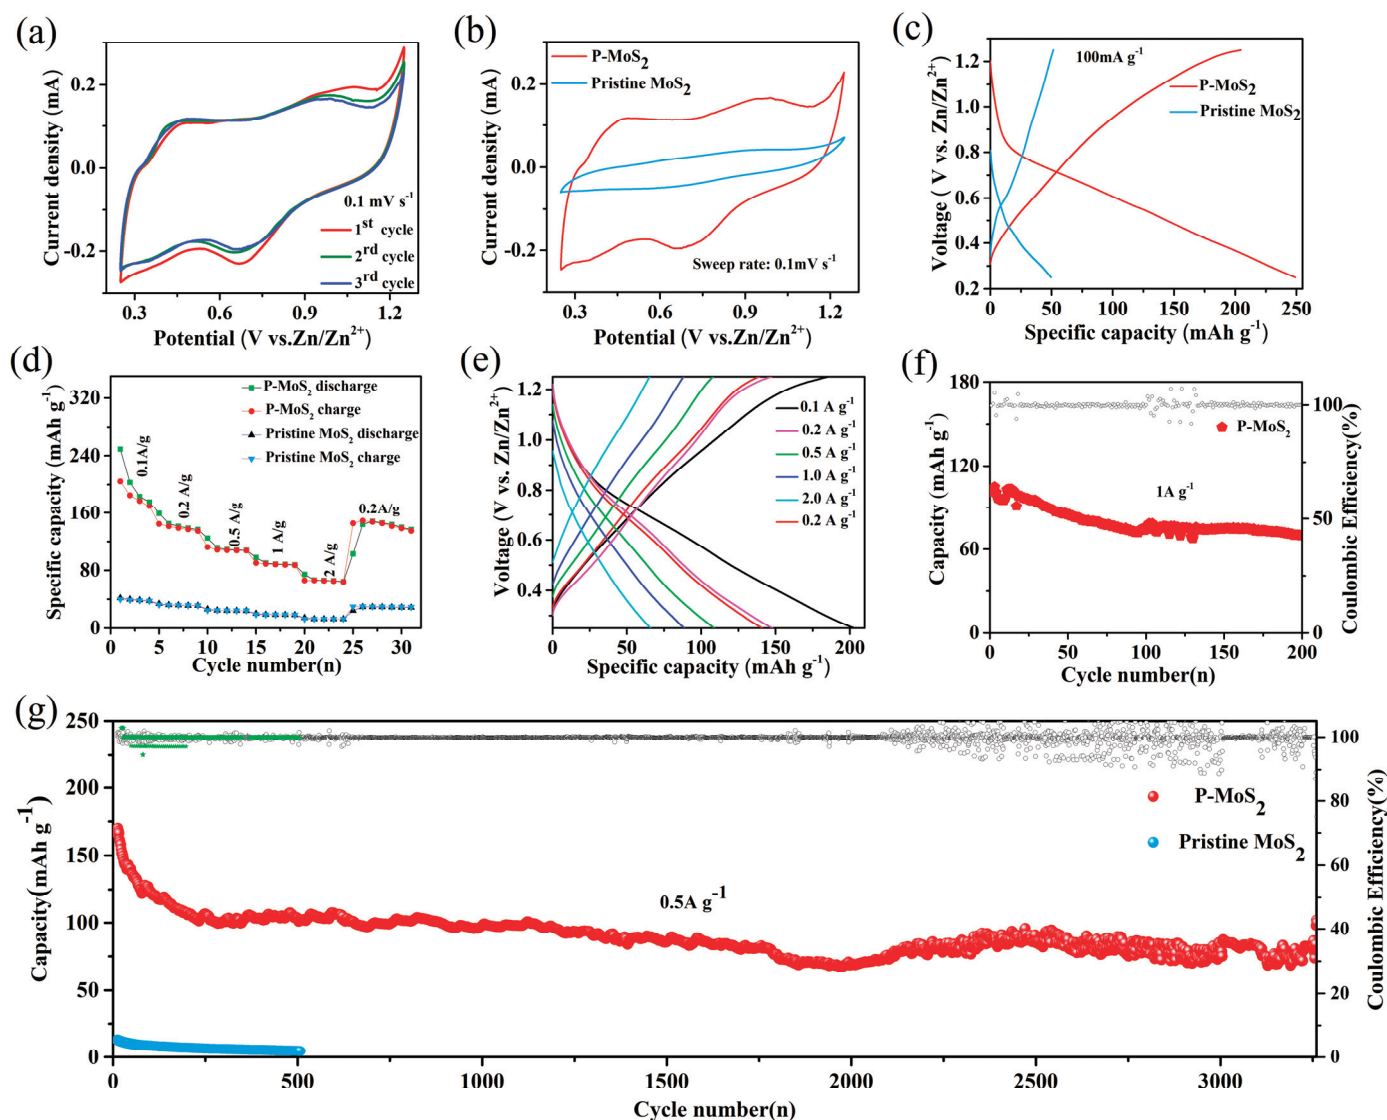 (a)
Current density (mA)
0.2
0.0
-0.2
0.1 mV s⁻¹
1ˢᵗ cycle
2ʳᵈ cycle
3ʳᵈ cycle
0.3 0.6 0.9 1.2
Potential (V vs.Zn/Zn²⁺)
(b)
Current density (mA)
0.2
0.0
-0.2
P-MoS₂
Pristine MoS₂
Sweep rate: 0.1mV s⁻¹
0.3 0.6 0.9 1.2
Potential (V vs.Zn/Zn²⁺)
(c)
Voltage ( V vs. Zn/Zn²⁺)
1.2
1.0
0.8
0.6
0.4
0.2
100mA g⁻¹
P-MoS₂
Pristine MoS₂
0 50 100 150 200 250
Specific capacity (mAh g⁻¹)
(d)
Specific capacity (mAh g⁻¹)
320
240
160
80
0
P-MoS₂ discharge
P-MoS₂ charge
Pristine MoS₂ discharge
Pristine MoS₂ charge
0.1A/g
0.2 A/g
0.5 A/g
1 A/g
2 A/g
0.2A/g
0 5 10 15 20 25 30
Cycle number(n)
(e)
Voltage (V vs. Zn/Zn²⁺)
1.2
1.0
0.8
0.6
0.4
0.1 A g⁻¹
0.2 A g⁻¹
0.5 A g⁻¹
1.0 A g⁻¹
2.0 A g⁻¹
0.2 A g⁻¹
0 50 100 150 200
Specific capacity (mAh g⁻¹)
(f)
Capacity (mAh g⁻¹)
180
150
120
90
60
30
0
P-MoS₂
1A g⁻¹
100
50
0
Coulombic Efficiency(%)
0 50 100 150 200
Cycle number(n)
(g)
Capacity(mAh g⁻¹)
250
200
150
125
100
75
50
25
0
P-MoS₂
Pristine MoS₂
0.5A g⁻¹
100
80
60
40
20
0
Coulombic Efficiency(%)
0 500 1000 1500 2000 2500 3000
Cycle number(n)